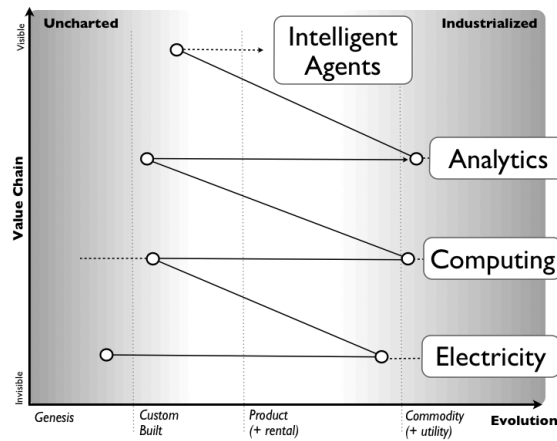 Uncharted
Industrialized
Visible
Intelligent
Agents
Analytics
Value Chain
Computing
Electricity
Invisible
Genesis
Custom
Built
Product
(+ rental)
Commodity
(+ utility)
Evolution